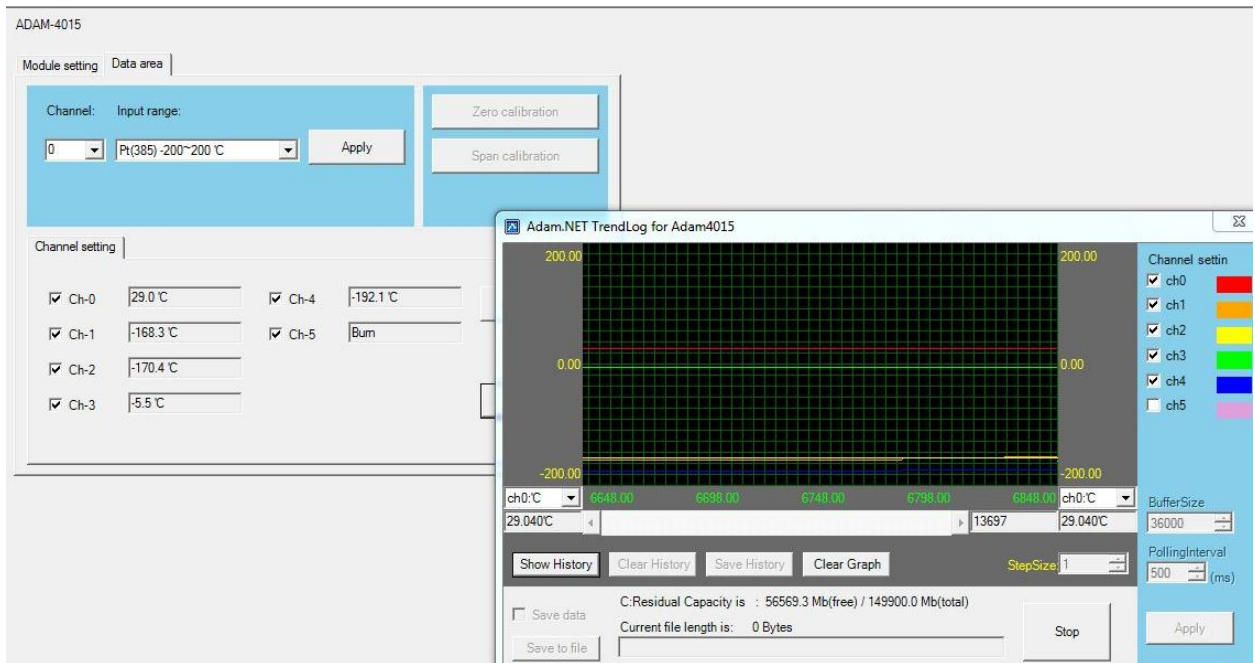 ADAM-4015
Module setting Data area
Channel: Input range:
0 Pt(385) -200~200 ℃ Apply
Zero calibration
Span calibration
Channel setting
Ch-0 29.0 ℃ Ch-4 -192.1 ℃
Ch-1 -168.3 ℃ Ch-5 Burn
Ch-2 -170.4 ℃
Ch-3 -5.5 ℃
Adam.NET TrendLog for Adam4015
200.00 200.00
0.00 0.00
-200.00 -200.00
ch0:℃ 6648.00 6698.00 6748.00 6798.00 6848.00 ch0:℃
29.040℃ 13697 29.040℃
Show History Clear History Save History Clear Graph StepSize: 1
Save data
C:Residual Capacity is : 56569.3 Mb(free) / 149900.0 Mb(total)
Current file length is: 0 Bytes
Save to file
Stop
Channel settin
ch0
ch1
ch2
ch3
ch4
ch5
BufferSize
36000
PollingInterval
500 (ms)
Apply